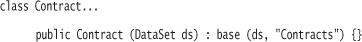 class Contract...
public Contract (DataSet ds) : base (ds, "Contracts") {}